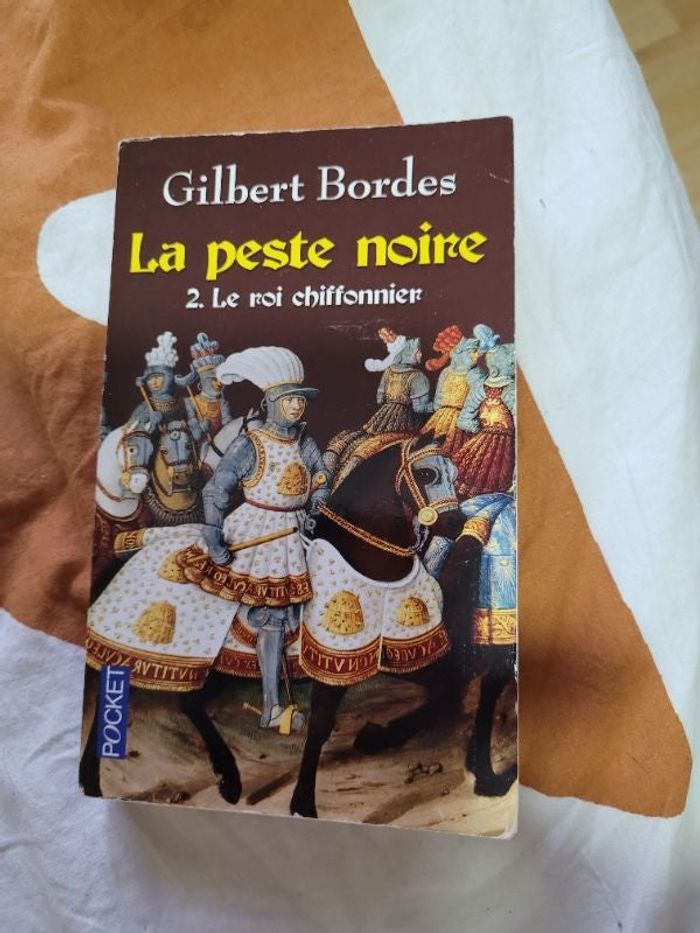 Gilbert Bordes
La peste noire
2. Le roi chiffonnier
POCKET